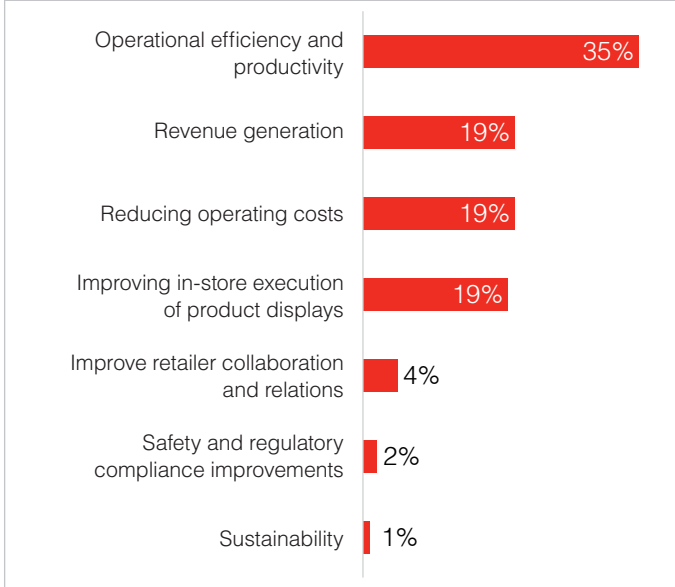 Operational efficiency and
productivity
35%
Revenue generation
19%
Reducing operating costs
19%
Improving in-store execution
of product displays
19%
Improve retailer collaboration
and relations
4%
Safety and regulatory
compliance improvements
2%
Sustainability
1%